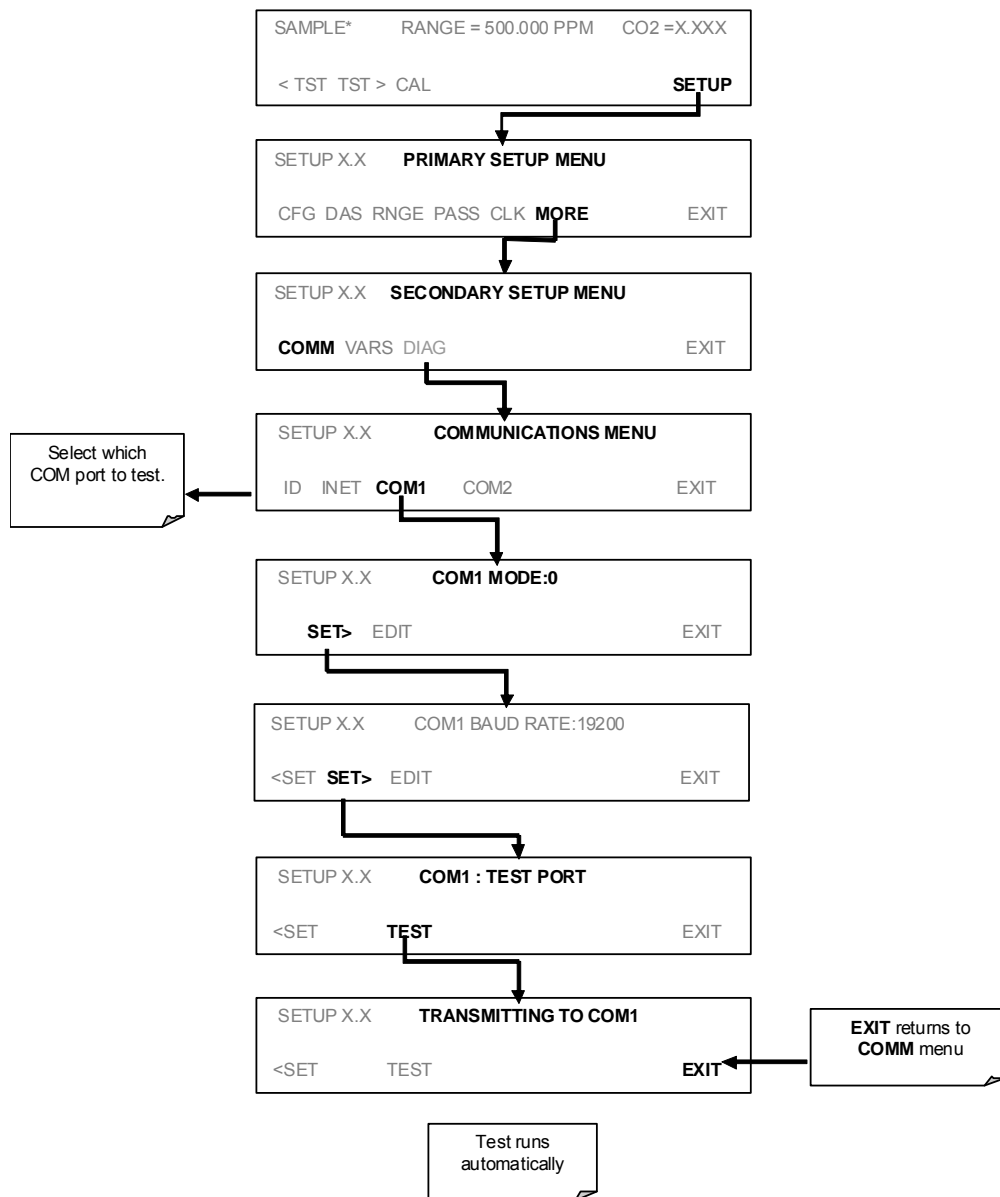 SAMPLE* RANGE = 500.000 PPM CO2 =X.XXX
< TST TST > CAL SETUP
SETUP X.X PRIMARY SETUP MENU
CFG DAS RNGE PASS CLK MORE EXIT
SETUP X.X SECONDARY SETUP MENU
COMM VARS DIAG EXIT
SETUP X.X COMMUNICATIONS MENU
ID INET COM1 COM2 EXIT
Select which
COM port to test.
SETUP X.X COM1 MODE:0
SET> EDIT EXIT
SETUP X.X COM1 BAUD RATE:19200
<SET SET> EDIT EXIT
SETUP X.X COM1 : TEST PORT
<SET TEST EXIT
SETUP X.X TRANSMITTING TO COM1
<SET TEST EXIT
EXIT returns to
COMM menu
Test runs
automatically